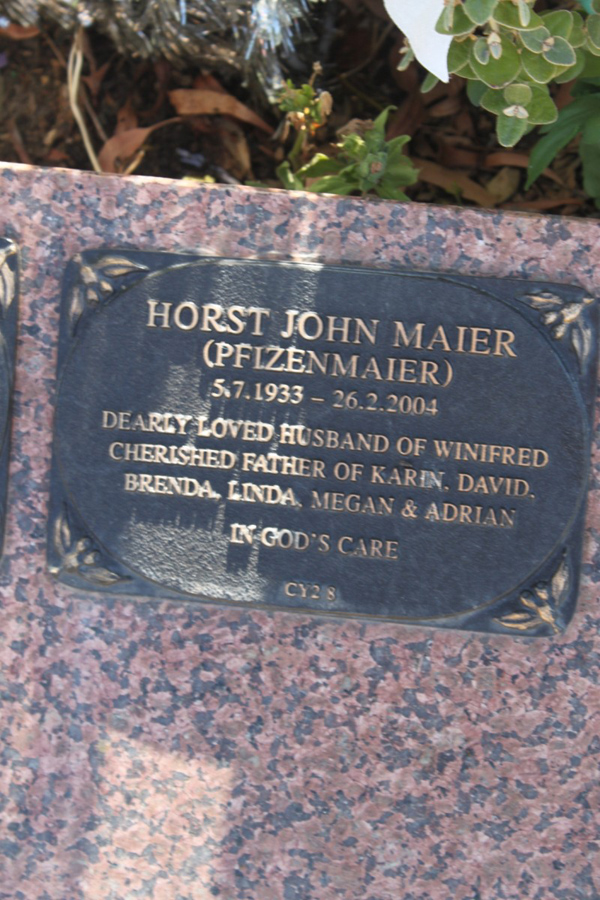 HORST JOHN MAIER
(PFIZENMAIER)
5.7.1933 – 26.2.2004
DEARLY LOVED HUSBAND OF WINIFRED
CHERISHED FATHER OF KARIN, DAVID,
BRENDA, LINDA, MEGAN & ADRIAN
IN GOD'S CARE
CY2 8